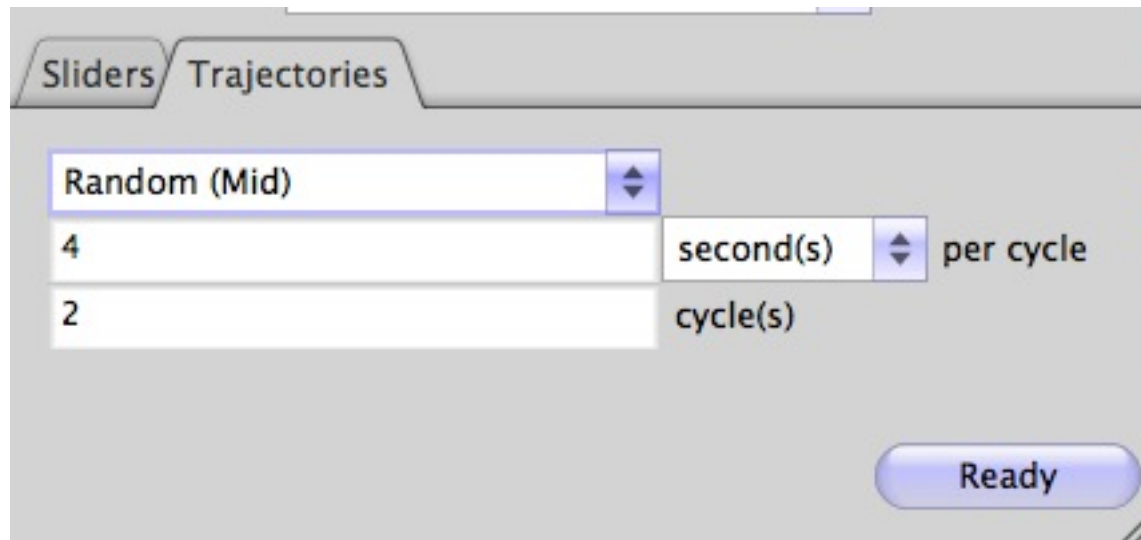 Sliders Trajectories
Random (Mid)
4 second(s) per cycle
2 cycle(s)
Ready